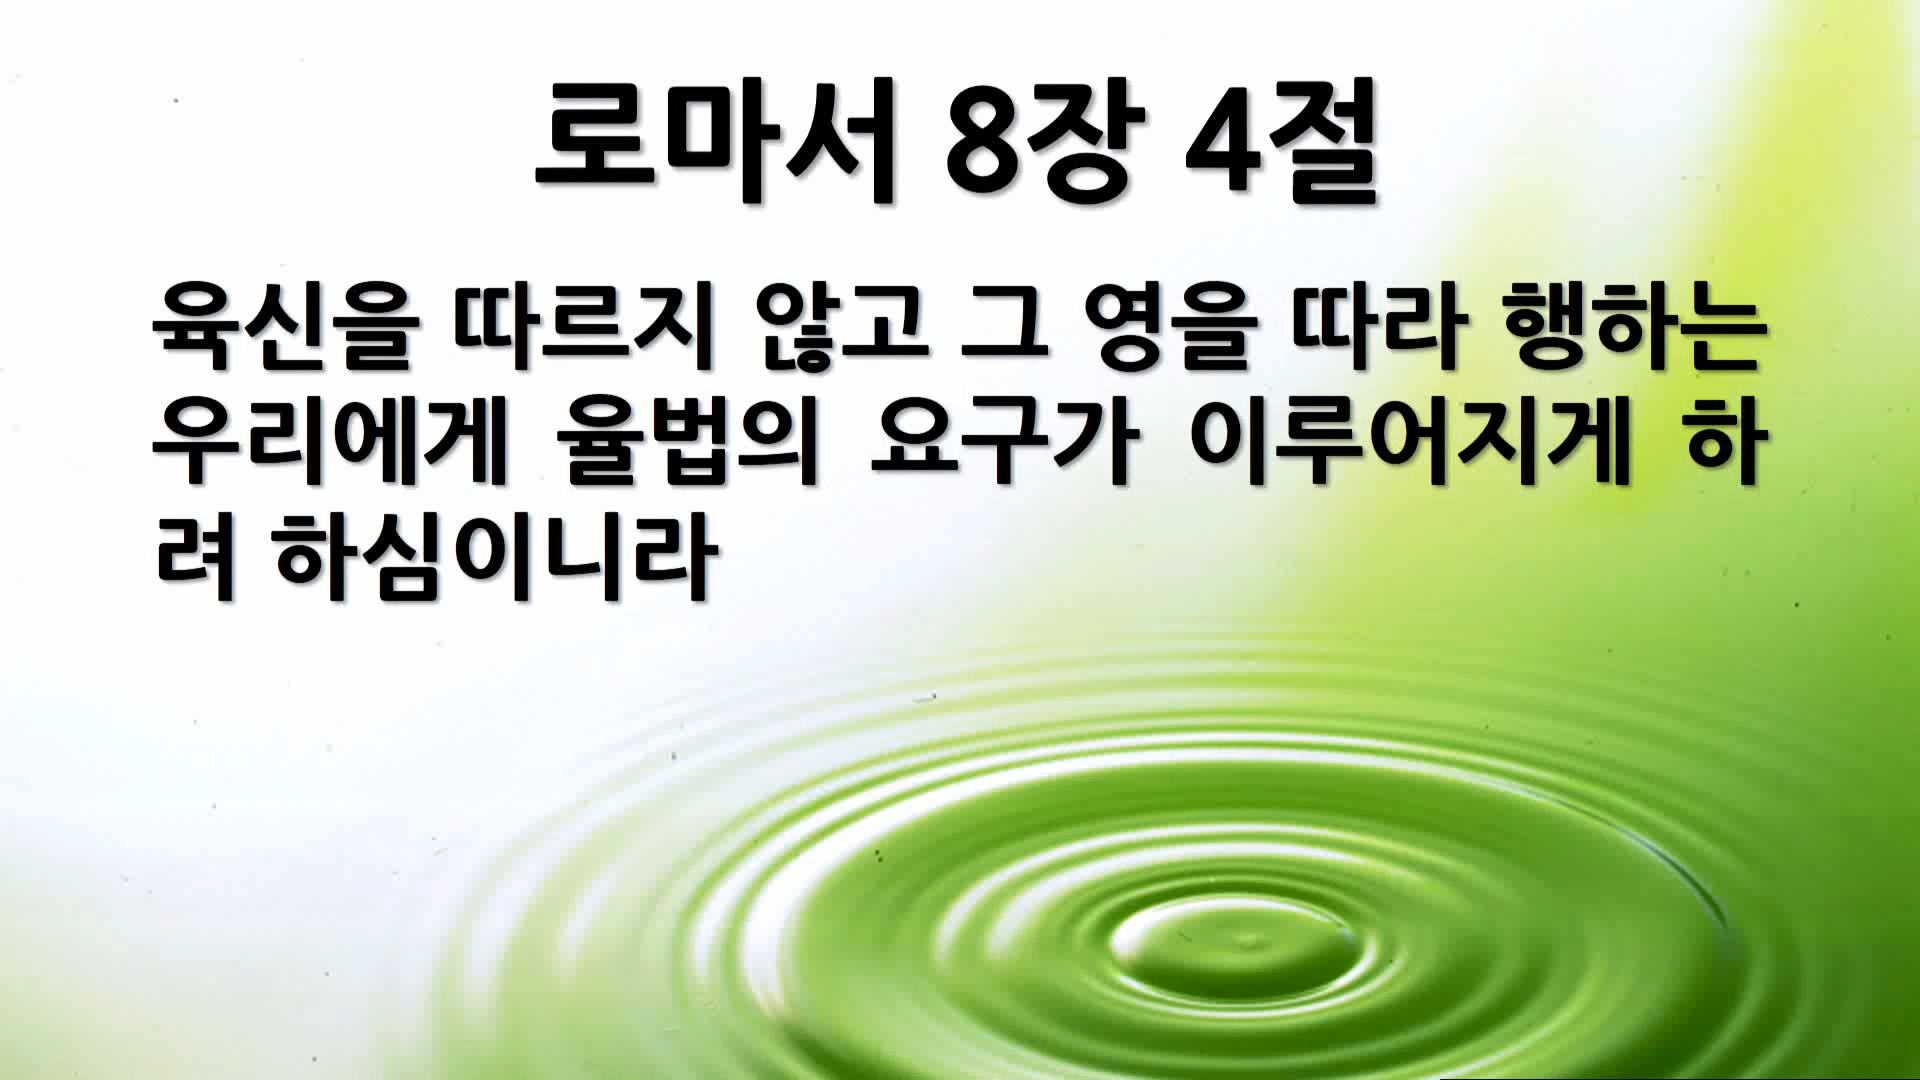 로마서 8장 4절
육신을 따르지 않고 그 영을 따라 행하는
우리에게 율법의 요구가 이루어지게 하
려 하심이니라